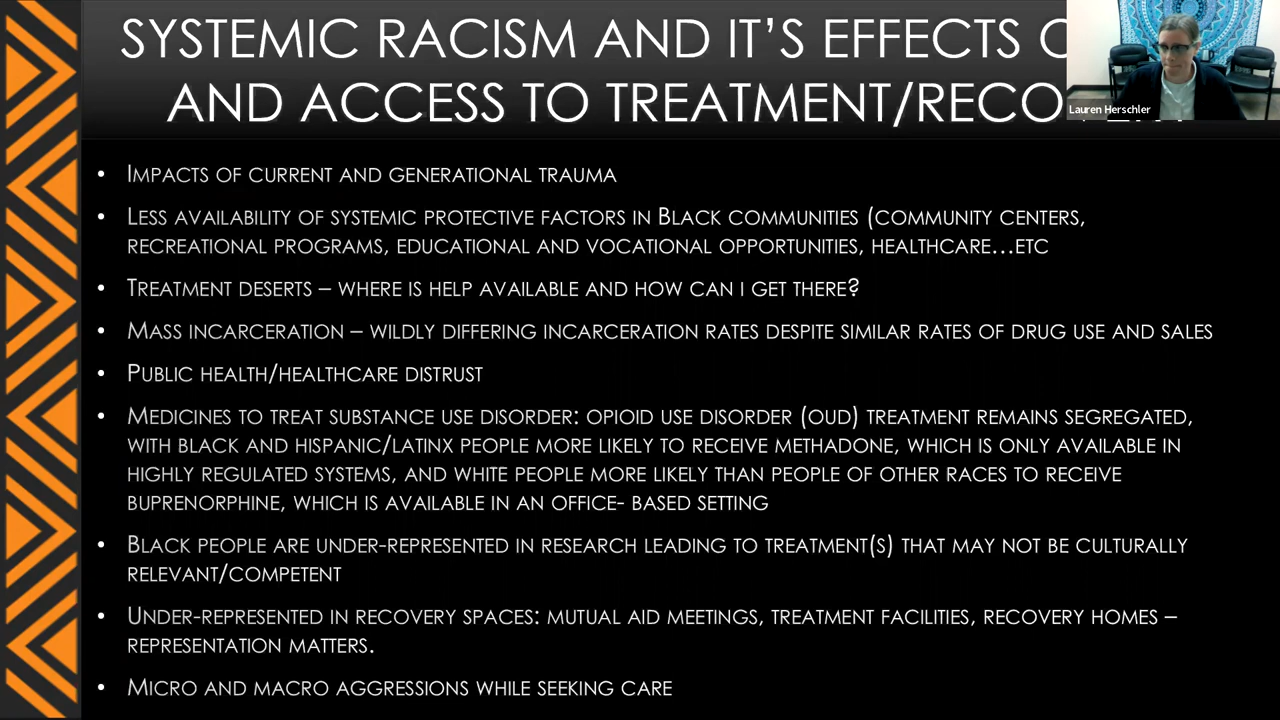 SYSTEMIC RACISM AND IT'S EFFECTS
AND ACCESS TO TREATMENT/
Lauren Herschler
• IMPACTS OF CURRENT AND GENERATIONAL TRAUMA
• LESS AVAILABILITY OF SYSTEMIC PROTECTIVE FACTORS IN BLACK COMMUNITIES (COMMUNITY CENTERS,
RECREATIONAL PROGRAMS, EDUCATIONAL AND VOCATIONAL OPPORTUNITIES, HEALTHCARE...ETC
• TREATMENT DESERTS – WHERE IS HELP AVAILABLE AND HOW CAN I GET THERE?
• MASS INCARCERATION – WILDLY DIFFERING INCARCERATION RATES DESPITE SIMILAR RATES OF DRUG USE AND SALES
• PUBLIC HEALTH/HEALTHCARE DISTRUST
• MEDICINES TO TREAT SUBSTANCE USE DISORDER: OPIOID USE DISORDER (OUD) TREATMENT REMAINS SEGREGATED,
WITH BLACK AND HISPANIC/LATINX PEOPLE MORE LIKELY TO RECEIVE METHADONE, WHICH IS ONLY AVAILABLE IN
HIGHLY REGULATED SYSTEMS, AND WHITE PEOPLE MORE LIKELY THAN PEOPLE OF OTHER RACES TO RECEIVE
BUPRENORPHINE, WHICH IS AVAILABLE IN AN OFFICE- BASED SETTING
• BLACK PEOPLE ARE UNDER-REPRESENTED IN RESEARCH LEADING TO TREATMENT(S) THAT MAY NOT BE CULTURALLY
RELEVANT/COMPETENT
• UNDER-REPRESENTED IN RECOVERY SPACES: MUTUAL AID MEETINGS, TREATMENT FACILITIES, RECOVERY HOMES –
REPRESENTATION MATTERS.
• MICRO AND MACRO AGGRESSIONS WHILE SEEKING CARE